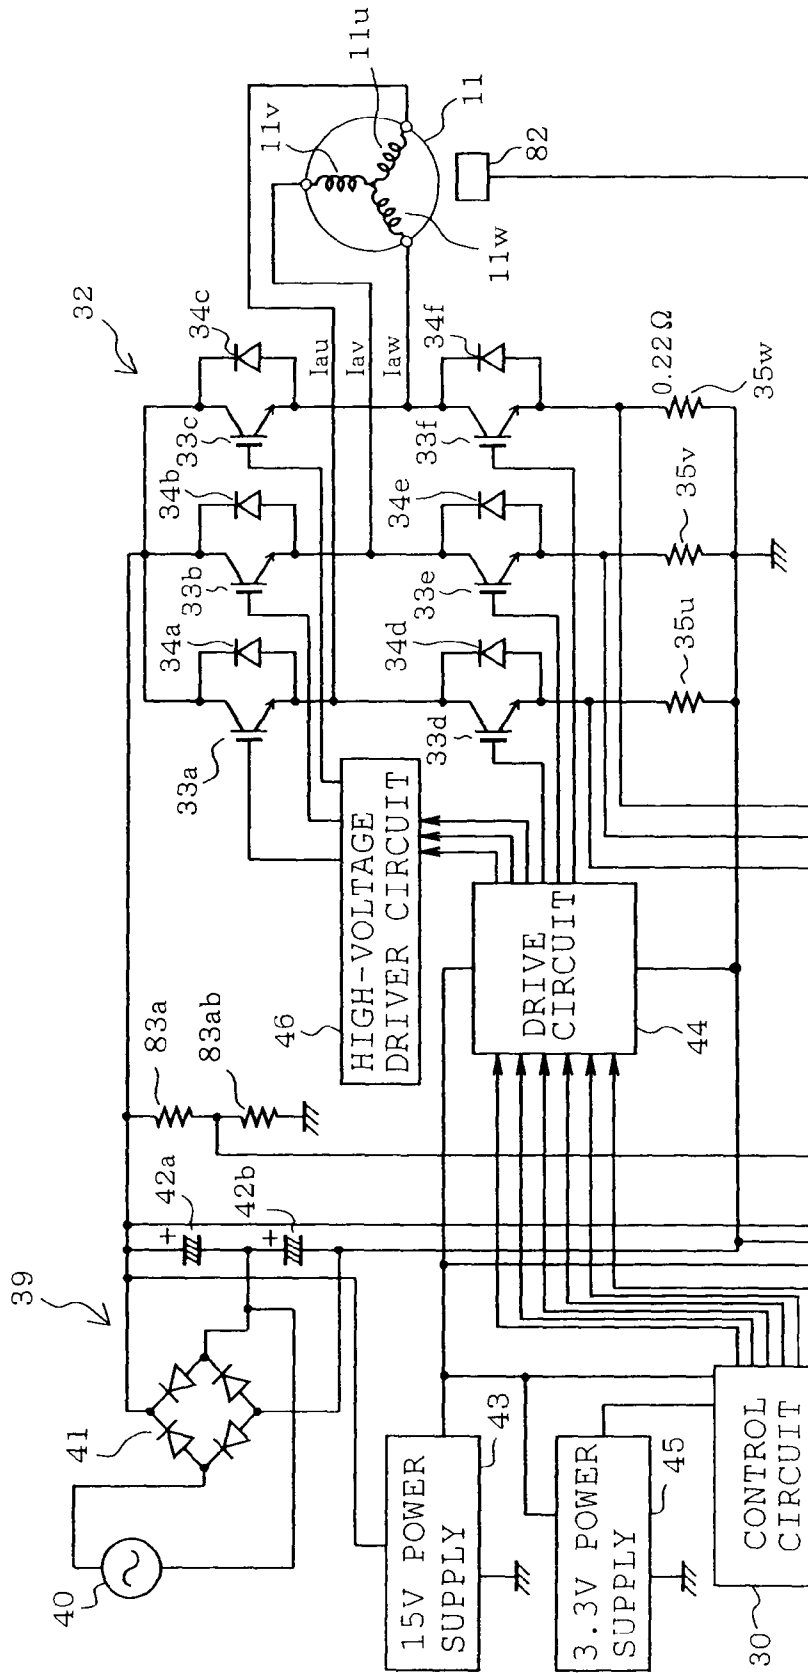 39
32
40
41
42a
42b
83a
83ab
33a
34a
33b
34b
33c
34c
11v
11u
11
11w
82
Iau
Iav
Iaw
46
HIGH-VOLTAGE
DRIVER CIRCUIT
33d
34d
33e
34e
33f
34f
15V POWER
SUPPLY
43
DRIVE
CIRCUIT
44
35u
35v
0.22Ω
35w
3.3V POWER
SUPPLY
45
CONTROL
CIRCUIT
30
+
+